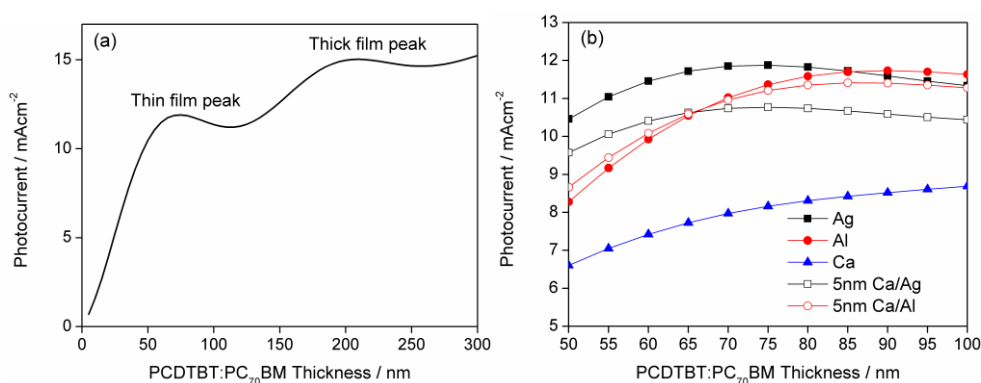 (a)
Thick film peak
Thin film peak
Photocurrent / mAcm⁻²
15
10
5
0
0 50 100 150 200 250 300
PCDTBT:PC₇₀BM Thickness / nm
(b)
Photocurrent / mAcm⁻²
13
12
11
10
9
8
7
6
5
Ag
Al
Ca
5nm Ca/Ag
5nm Ca/Al
50 55 60 65 70 75 80 85 90 95 100
PCDTBT:PC₇₀BM Thickness / nm